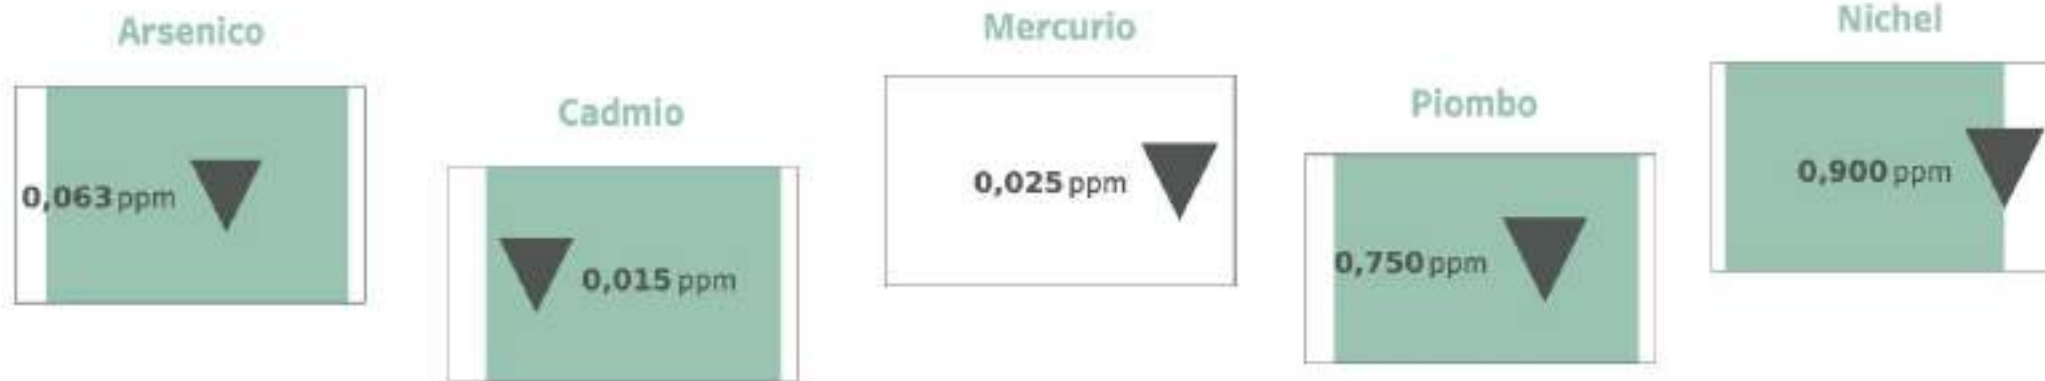 Arsenico
0,063 ppm
Cadmio
0,015 ppm
Mercurio
0,025 ppm
Piombo
0,750 ppm
Nichel
0,900 ppm